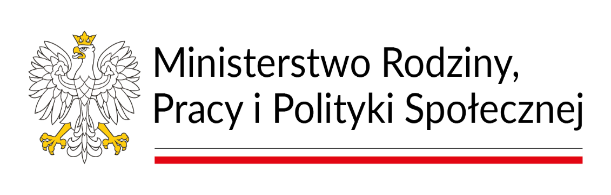 Ministerstwo Rodziny,
Pracy i Polityki Społecznej